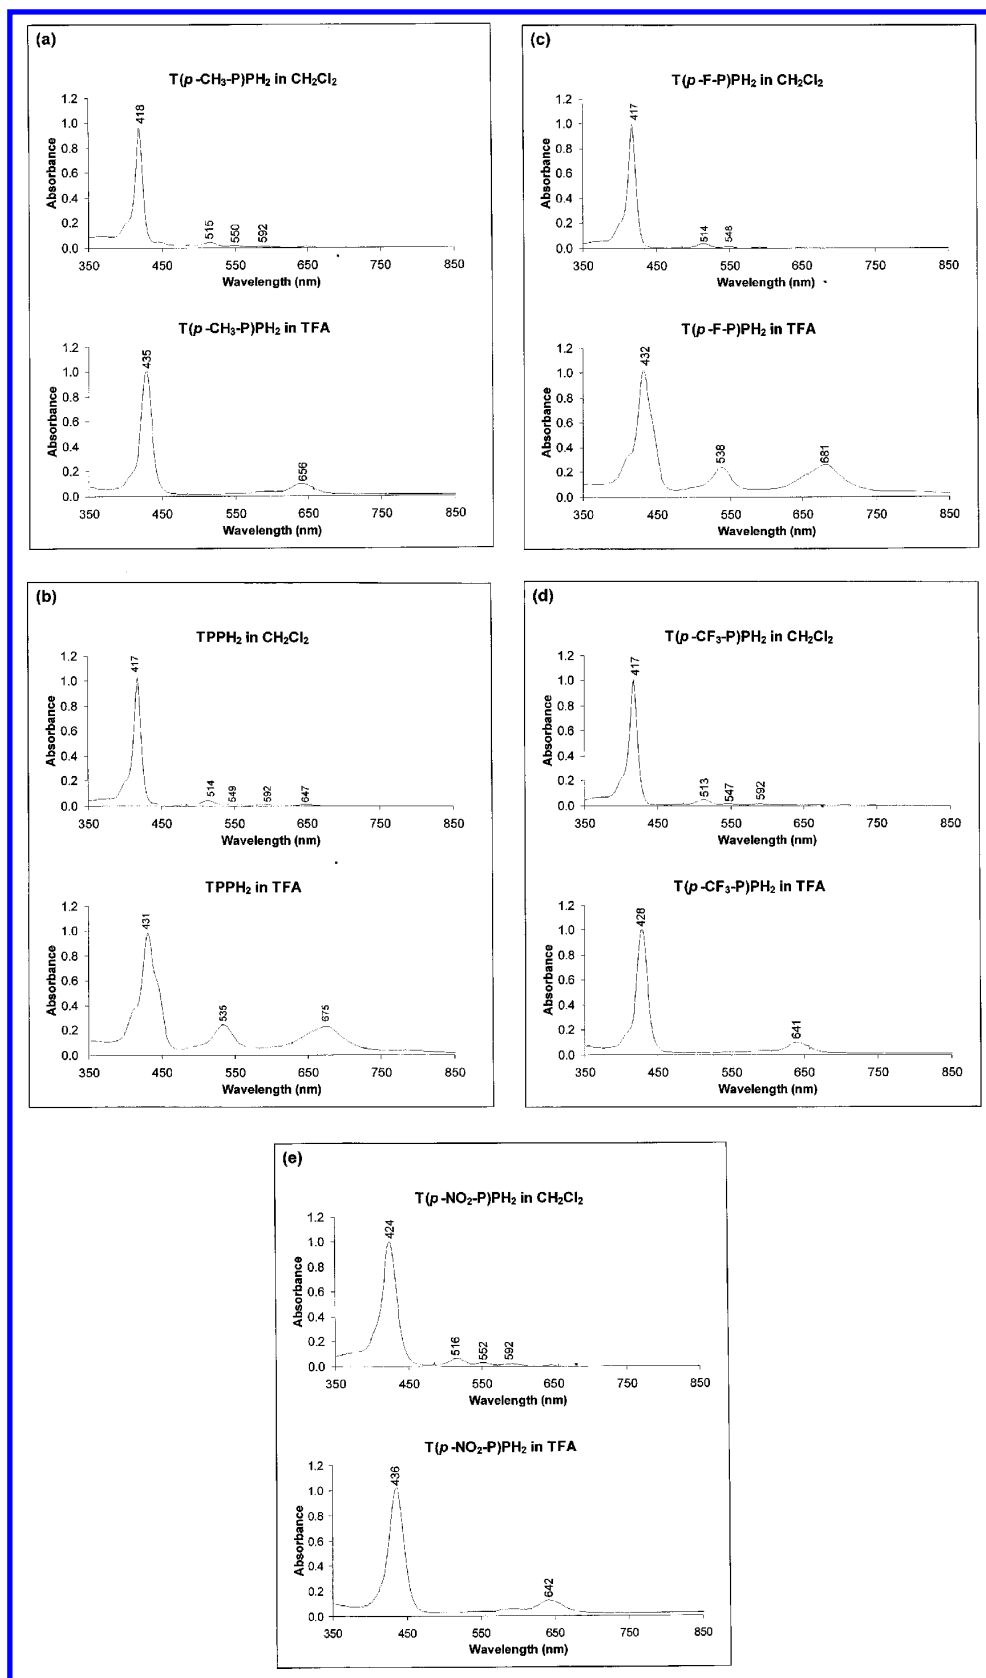 (a)
T(p-CH₃-P)PH₂ in CH₂Cl₂
1.2
1.0
0.8
0.6
0.4
0.2
0.0
Absorbance
418
515
550
592
350 450 550 650 750 850
Wavelength (nm)
T(p-CH₃-P)PH₂ in TFA
1.2
1.0
0.8
0.6
0.4
0.2
0.0
Absorbance
435
656
350 450 550 650 750 850
Wavelength (nm)
(c)
T(p-F-P)PH₂ in CH₂Cl₂
1.2
1.0
0.8
0.6
0.4
0.2
0.0
Absorbance
417
514
548
350 450 550 650 750 850
Wavelength (nm)
T(p-F-P)PH₂ in TFA
1.2
1.0
0.8
0.6
0.4
0.2
0.0
Absorbance
432
538
681
350 450 550 650 750 850
Wavelength (nm)
(b)
TPPH₂ in CH₂Cl₂
1.2
1.0
0.8
0.6
0.4
0.2
0.0
Absorbance
417
514
549
592
647
350 450 550 650 750 850
Wavelength (nm)
TPPH₂ in TFA
1.2
1.0
0.8
0.6
0.4
0.2
0.0
Absorbance
431
535
675
350 450 550 650 750 850
Wavelength (nm)
(d)
T(p-CF₃-P)PH₂ in CH₂Cl₂
1.2
1.0
0.8
0.6
0.4
0.2
0.0
Absorbance
417
513
547
592
350 450 550 650 750 850
Wavelength (nm)
T(p-CF₃-P)PH₂ in TFA
1.2
1.0
0.8
0.6
0.4
0.2
0.0
Absorbance
428
641
350 450 550 650 750 850
Wavelength (nm)
(e)
T(p-NO₂-P)PH₂ in CH₂Cl₂
1.2
1.0
0.8
0.6
0.4
0.2
0.0
Absorbance
424
516
552
592
350 450 550 650 750 850
Wavelength (nm)
T(p-NO₂-P)PH₂ in TFA
1.2
1.0
0.8
0.6
0.4
0.2
0.0
Absorbance
436
642
350 450 550 650 750 850
Wavelength (nm)